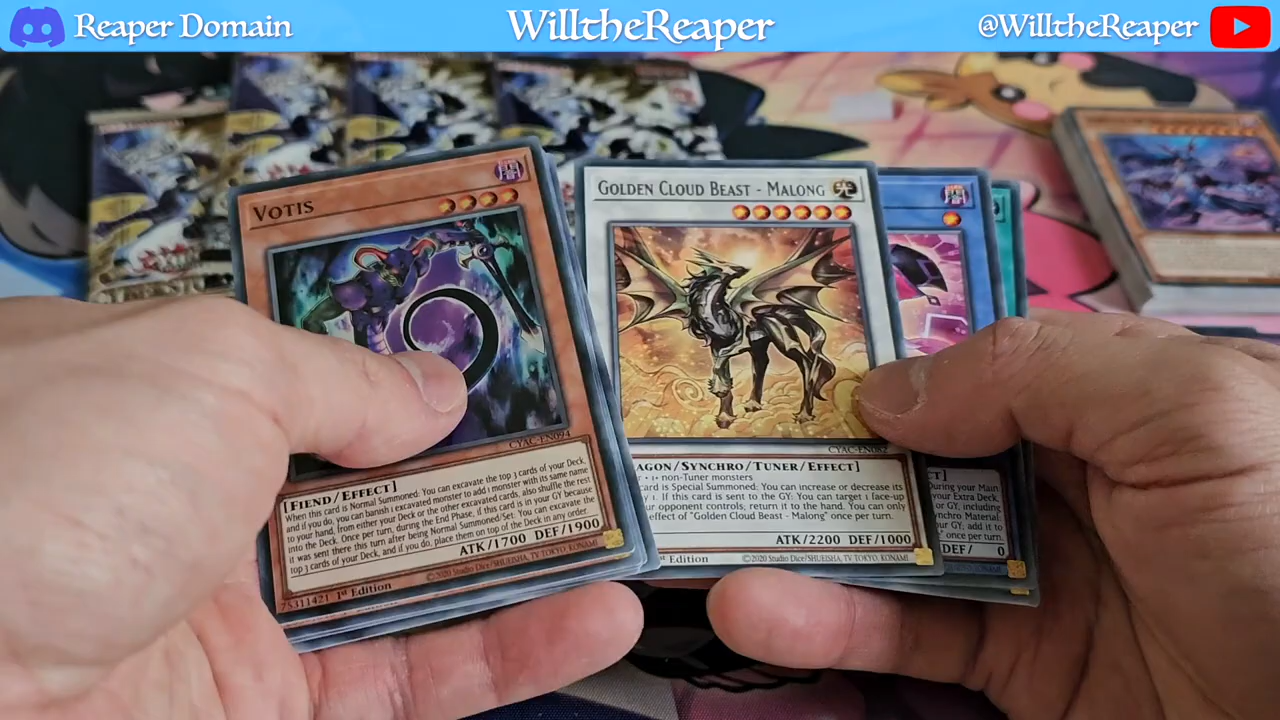 Reaper Domain
WilltheReaper
@WilltheReaper
Votis
CYAC-EN094
[Fiend/Effect]
When this card is Normal Summoned: You can excavate the top 3 cards of your Deck,
and if you do, you can banish 1 excavated monster to add 1 monster with its same name
to your hand, from either your Deck or the other excavated cards, also shuffle the rest
into the Deck. Once per turn, during the End Phase, if this card is in your GY because
it was sent there this turn after being Normal Summoned/Set: You can excavate the
top 3 cards of your Deck, and if you do, place them on top of the Deck in any order.
ATK/1700 DEF/1900
75311421 1st Edition
©2020 Studio Dice/SHUEISHA, TV TOKYO, KONAMI
Golden Cloud Beast - Malong
CYAC-EN082
AGON/Synchro/Tuner/Effect]
r + 1+ non-Tuner monsters
card is Special Summoned: You can increase or decrease its
y 1. If this card is sent to the GY: You can target 1 face-up
ur opponent controls; return it to the hand. You can only
effect of "Golden Cloud Beast - Malong" once per turn.
ATK/2200 DEF/1000
st Edition
©2020 Studio Dice/SHUEISHA, TV TOKYO, KONAMI
CT]
During your Main
your Extra Deck,
or GY, including
ynchro Material.
ur GY; add it to
" once per turn.
DEF/ 0